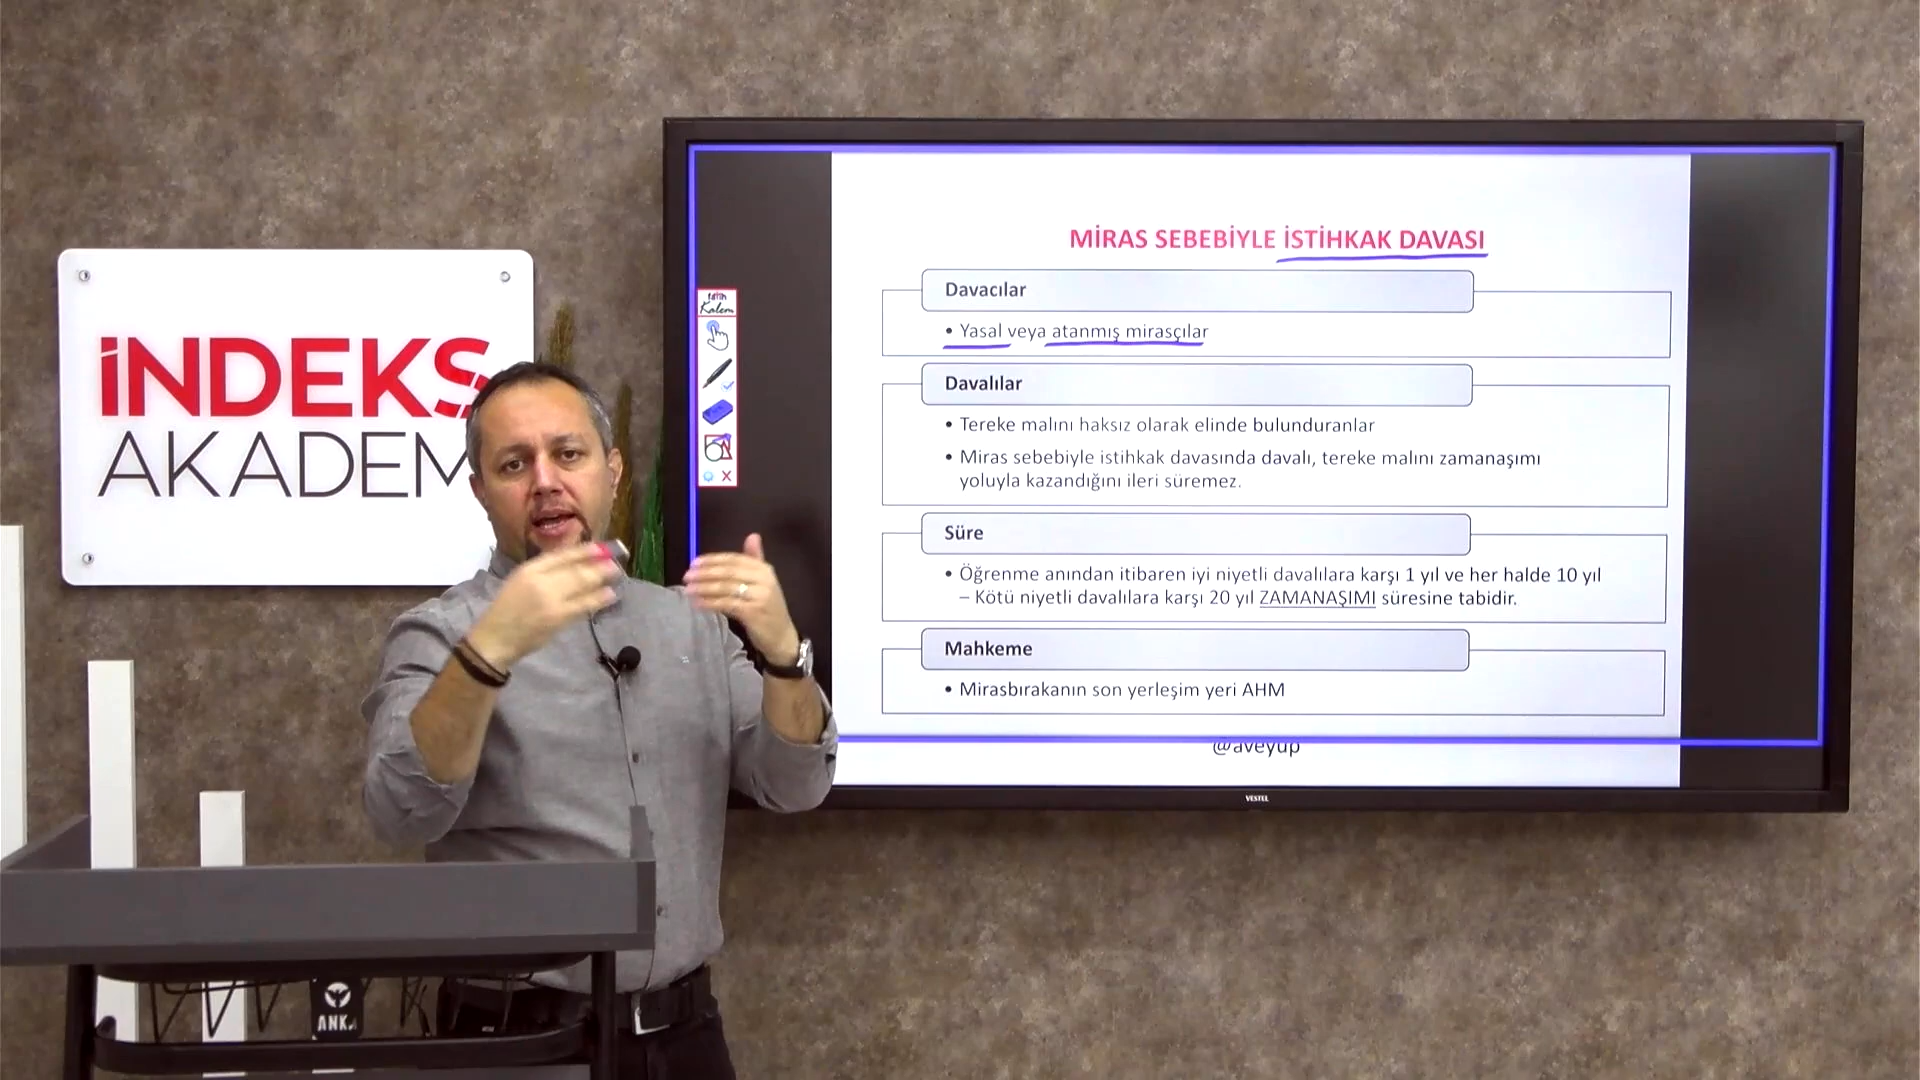 İNDEKS
AKADEM
MİRAS SEBEBİYLE İSTİHKAK DAVASI
Davacılar
• Yasal veya atanmış mirasçılar
Davalılar
• Tereke malını haksız olarak elinde bulunduranlar
• Miras sebebiyle istihkak davasında davalı, tereke malını zamanaşımı
yoluyla kazandığını ileri süremez.
Süre
• Öğrenme anından itibaren iyi niyetli davalılara karşı 1 yıl ve her halde 10 yıl
– Kötü niyetli davalılara karşı 20 yıl ZAMANAŞIMI süresine tabidir.
Mahkeme
• Mirasbırakanın son yerleşim yeri AHM
@aveyup
VESTEL
fatih
Kalem
ANKA